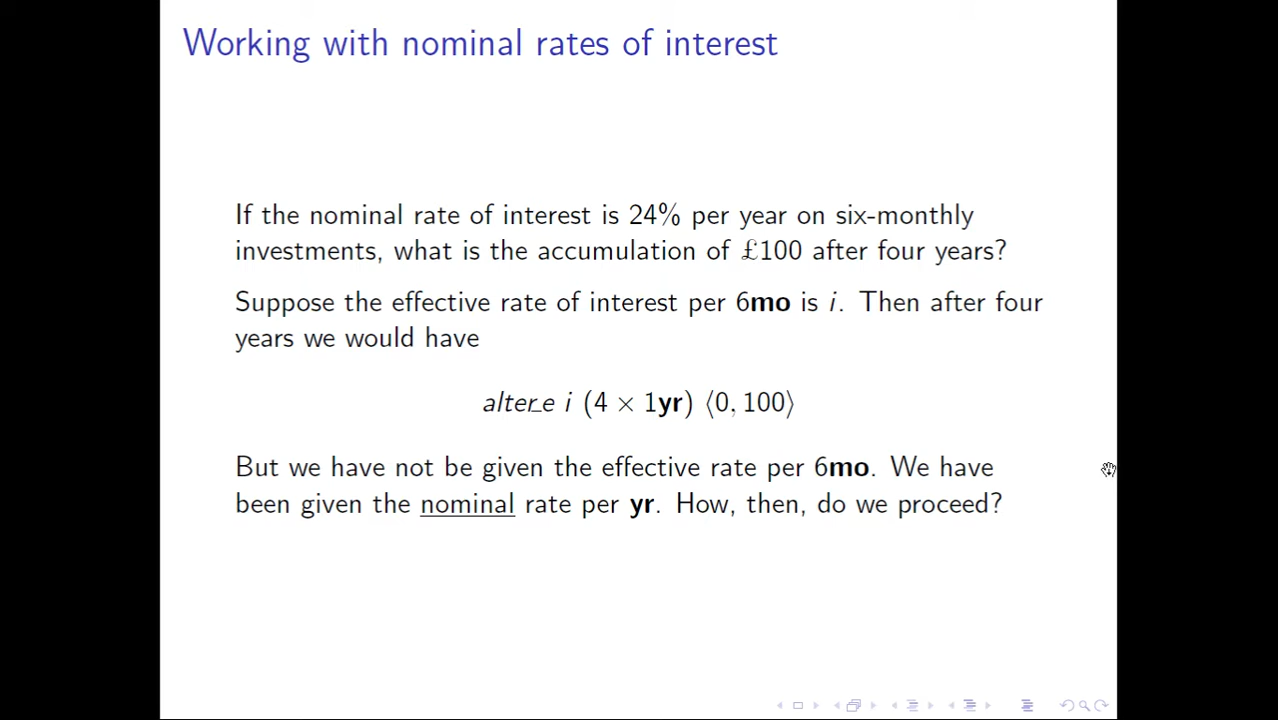 Working with nominal rates of interest
If the nominal rate of interest is 24% per year on six-monthly
investments, what is the accumulation of £100 after four years?
Suppose the effective rate of interest per 6mo is i. Then after four
years we would have
alter_e i (4 × 1yr) ⟨0, 100⟩
But we have not be given the effective rate per 6mo. We have
been given the nominal rate per yr. How, then, do we proceed?